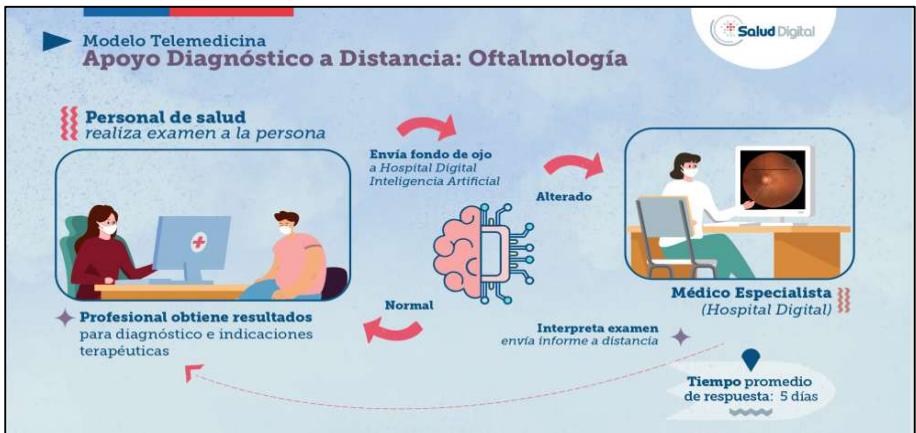 Modelo Telemedicina
Apoyo Diagnóstico a Distancia: Oftalmología
Salud Digital
Personal de salud
realiza examen a la persona
Envía fondo de ojo
a Hospital Digital
Inteligencia Artificial
Alterado
Normal
Médico Especialista
(Hospital Digital)
Profesional obtiene resultados
para diagnóstico e indicaciones
terapéuticas
Interpreta examen
envía informe a distancia
Tiempo promedio
de respuesta: 5 días